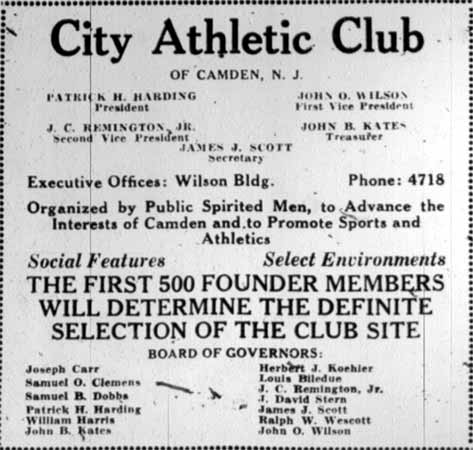 City Athletic Club
OF CAMDEN, N. J.
PATRICK H. HARDING JOHN O. WILSON
President First Vice President
J. C. REMINGTON, JR. JOHN B. KATES
Second Vice President Treasurer
JAMES J. SCOTT
Secretary
Executive Offices: Wilson Bldg. Phone: 4718
Organized by Public Spirited Men, to Advance the
Interests of Camden and to Promote Sports and
Athletics
Social Features Select Environments
THE FIRST 500 FOUNDER MEMBERS
WILL DETERMINE THE DEFINITE
SELECTION OF THE CLUB SITE
BOARD OF GOVERNORS:
Joseph Carr
Samuel O. Clemens
Samuel B. Dobbs
Patrick H. Harding
William Harris
John B. Kates
Herbert J. Koehler
Louis Biledue
J. C. Remington, Jr.
J. David Stern
James J. Scott
Ralph W. Wescott
John O. Wilson